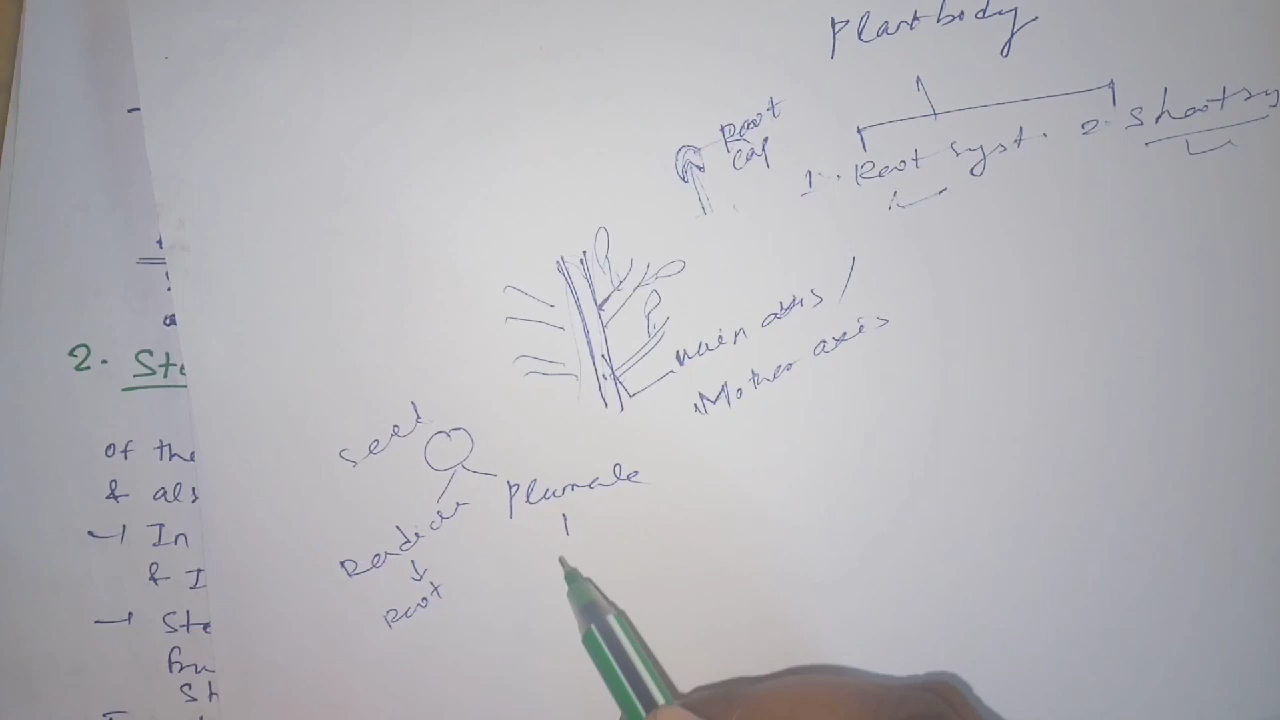 Plant body
1. Root syst. 2. Shoot sy
Root
cap
main axis /
Mother axis
seed
Plumule
Radicle
Root
2. Ste
of the
& als
In
& I
Ste
St